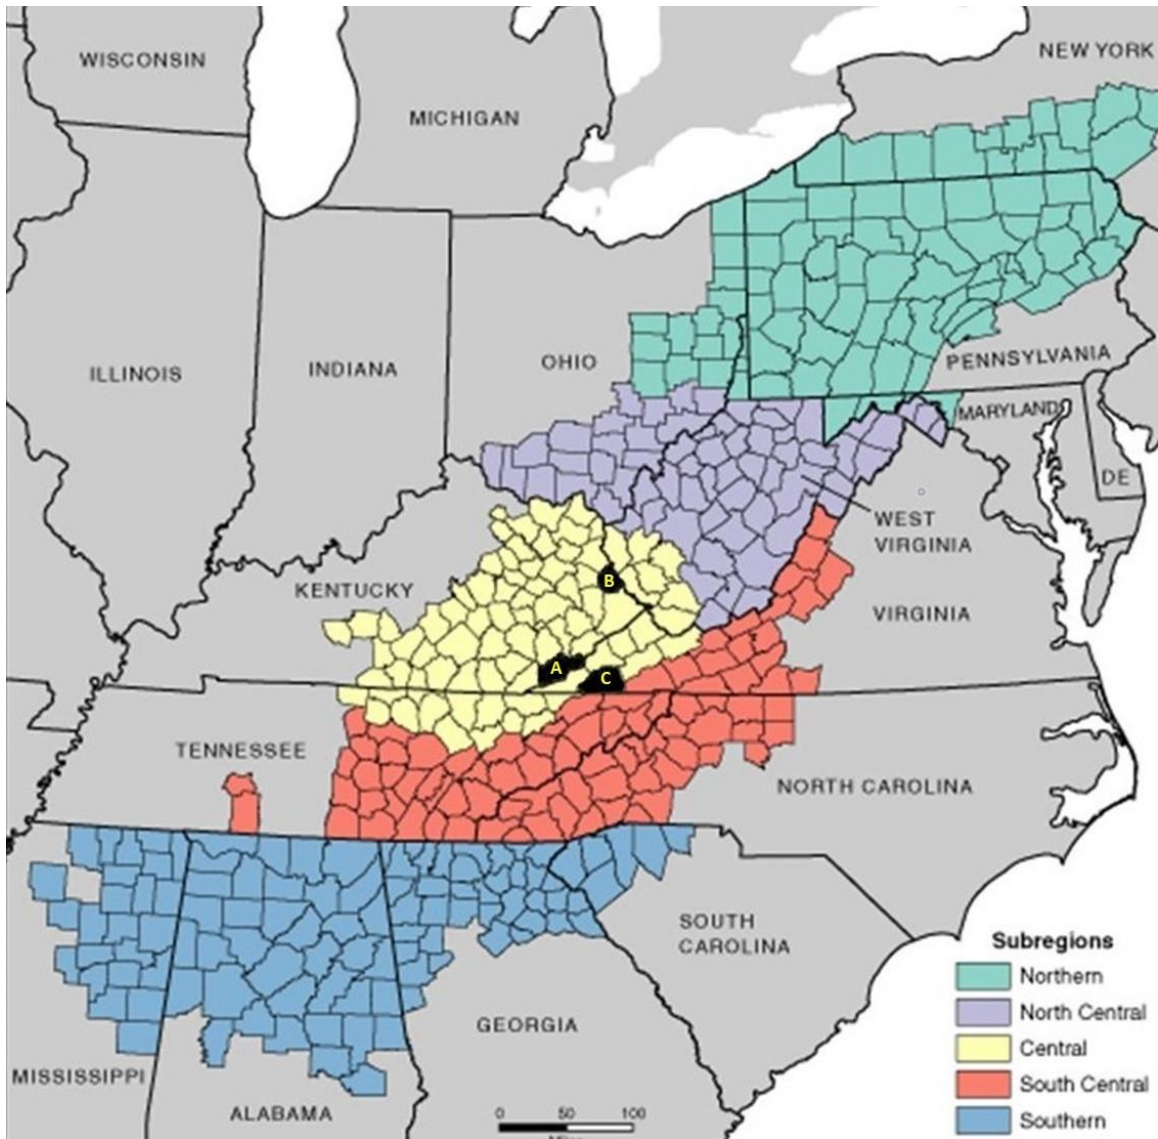 NEW YORK
WISCONSIN
MICHIGAN
PENNSYLVANIA
OHIO
INDIANA
ILLINOIS
MARYLAND
DE
WEST
VIRGINIA
B
KENTUCKY
VIRGINIA
A
C
TENNESSEE
NORTH CAROLINA
SOUTH
CAROLINA
GEORGIA
MISSISSIPPI
ALABAMA
Subregions
Northern
North Central
Central
South Central
Southern
0 50 100